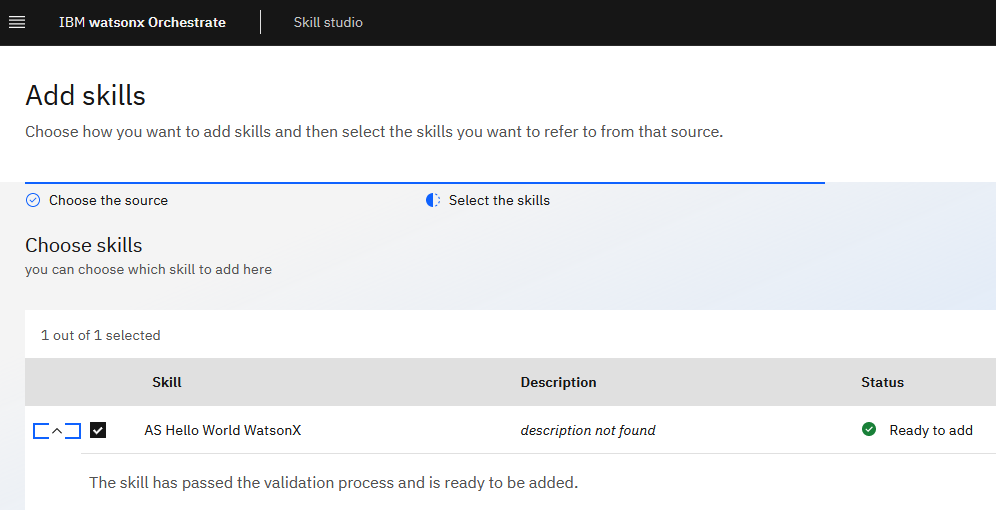 IBM watsonx Orchestrate Skill studio
Add skills
Choose how you want to add skills and then select the skills you want to refer to from that source.
Choose the source Select the skills
Choose skills
you can choose which skill to add here
1 out of 1 selected
Skill Description Status
AS Hello World WatsonX description not found Ready to add
The skill has passed the validation process and is ready to be added.